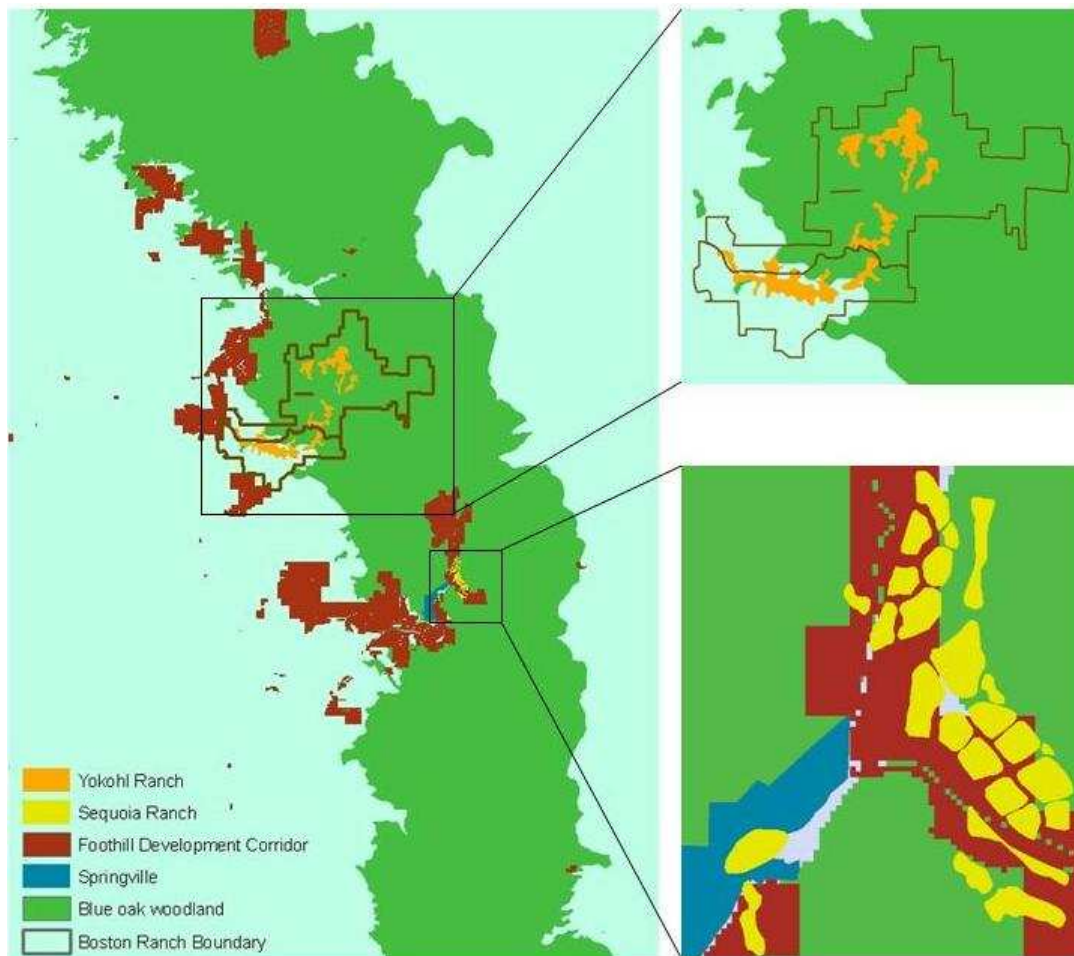 Yokohl Ranch
Sequoia Ranch
Foothill Development Corridor
Springville
Blue oak woodland
Boston Ranch Boundary